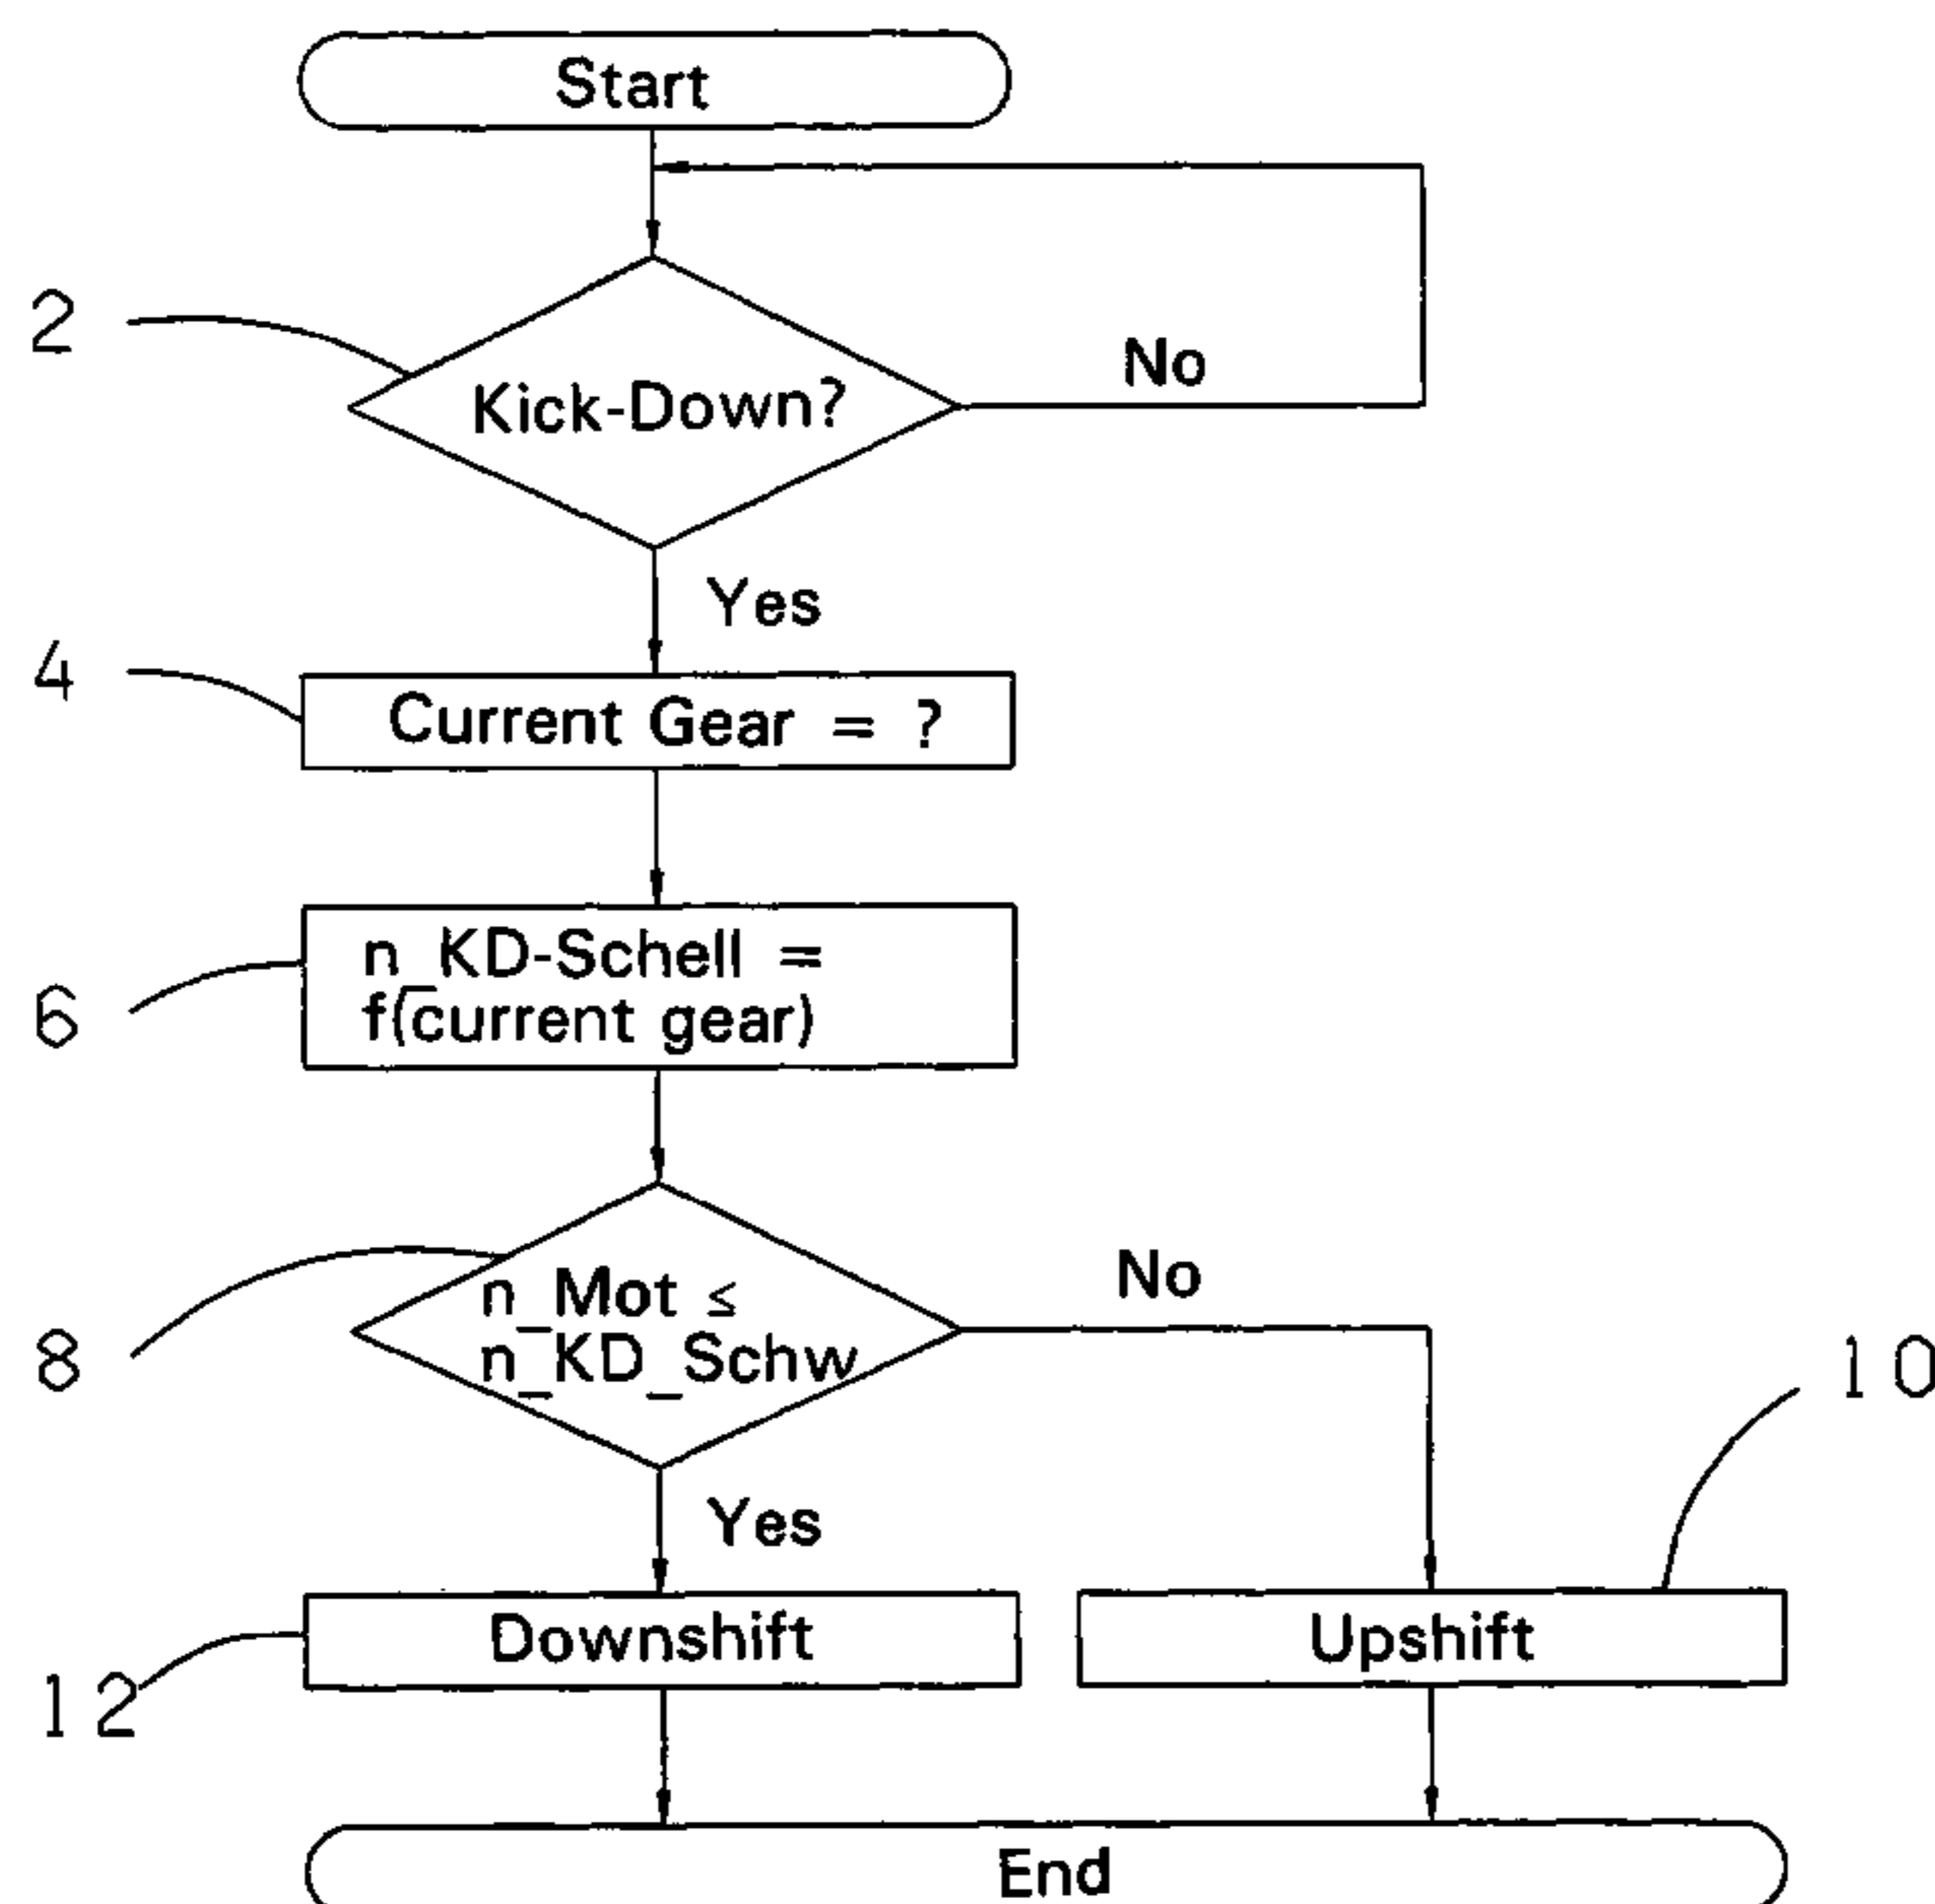 Start
2
No
Kick-Down?
Yes
4
Current Gear = ?
n_KD-Schell =
6
f(current gear)
No
n_Mot ≤
8
n_KD_Schw
10
Yes
Downshift
Upshift
12
End